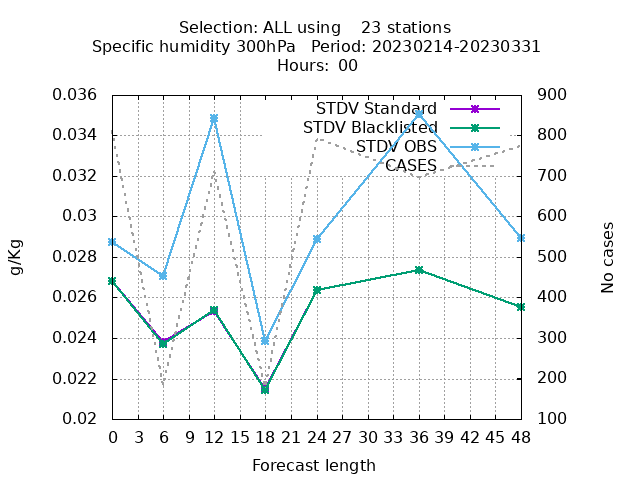 Selection: ALL using    23 stations
Specific humidity 300hPa   Period: 20230214-20230331
Hours: 00
0.036
0.034
0.032
0.03
0.028
0.026
0.024
0.022
0.02
g/Kg
STDV Standard
STDV Blacklisted
STDV OBS
CASES
900
800
700
600
500
400
300
200
100
No cases
0 3 6 9 12 15 18 21 24 27 30 33 36 39 42 45 48
Forecast length